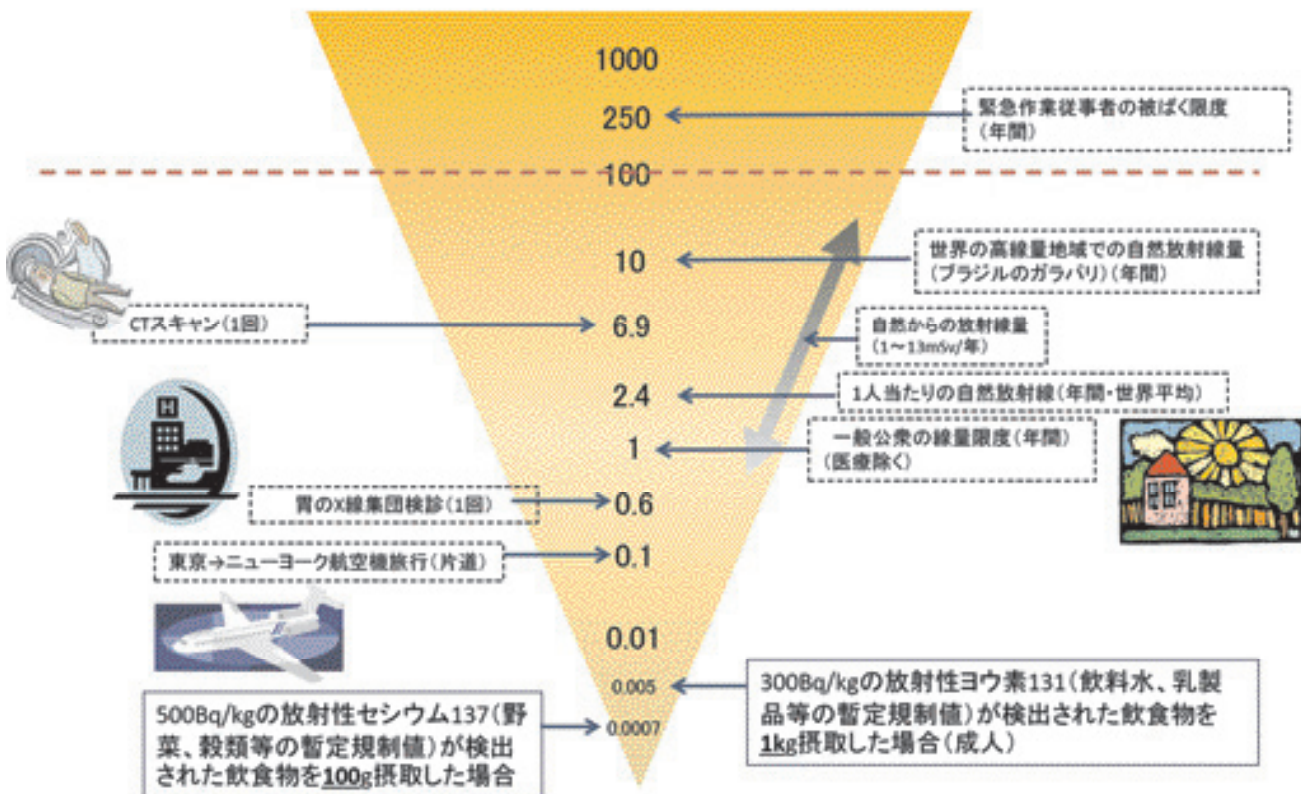 1000
250
緊急作業従事者の被ばく限度
(年間)
100
10
世界の高線量地域での自然放射線量
(ブラジルのガラパリ)(年間)
CTスキャン(1回)
6.9
自然からの放射線量
(1～13mSv/年)
2.4
1人当たりの自然放射線(年間・世界平均)
1
一般公衆の線量限度(年間)
(医療除く)
H
胃のX線集団検診(1回)
0.6
東京→ニューヨーク航空機旅行(片道)
0.1
0.01
0.005
300Bq/kgの放射性ヨウ素131(飲料水、乳製
品等の暫定規制値)が検出された飲食物を
1kg摂取した場合(成人)
500Bq/kgの放射性セシウム137(野
菜、穀類等の暫定規制値)が検出
された飲食物を100g摂取した場合
0.0007